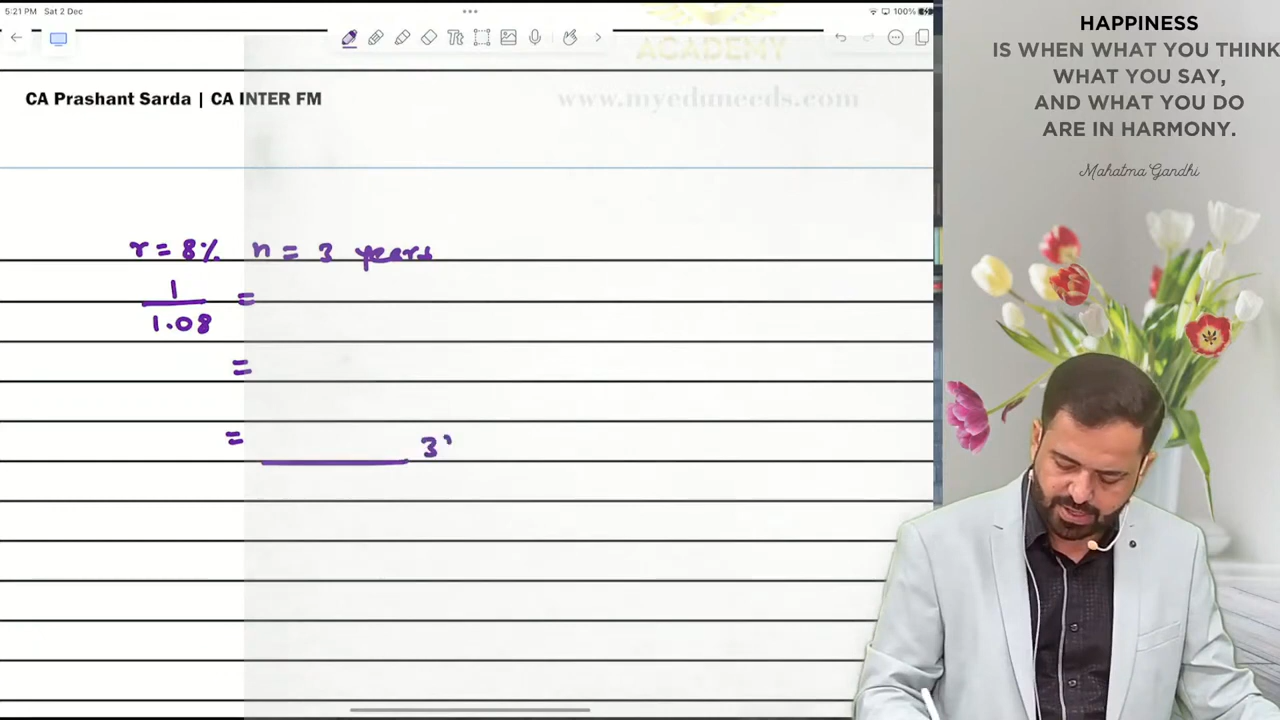 5:21 PM Sat 2 Dec
100%
ACADEMY
CA Prashant Sarda | CA INTER FM
www.myeduneeds.com
r = 8% n = 3 years
1
=
1.08
=
= 3
HAPPINESS
IS WHEN WHAT YOU THINK
WHAT YOU SAY,
AND WHAT YOU DO
ARE IN HARMONY.
Mahatma Gandhi